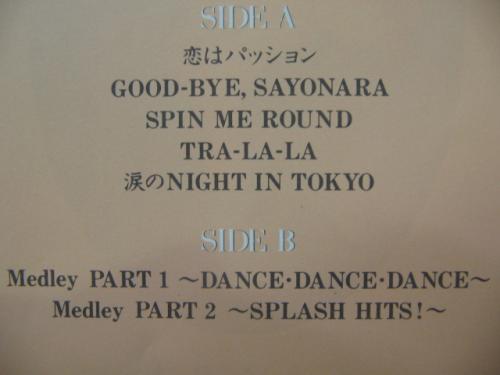 SIDE A
恋はパッション
GOOD-BYE, SAYONARA
SPIN ME ROUND
TRA-LA-LA
涙のNIGHT IN TOKYO
SIDE B
Medley PART 1 〜DANCE・DANCE・DANCE〜
Medley PART 2 〜SPLASH HITS!〜